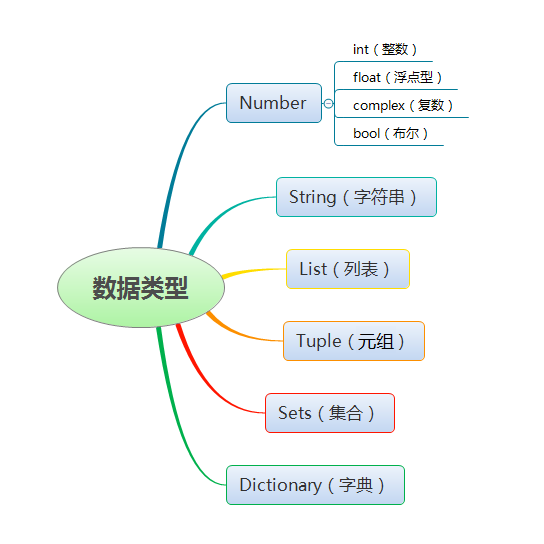 int（整数）
float（浮点型）
Number
complex（复数）
bool（布尔）
String（字符串）
List（列表）
数据类型
Tuple（元组）
Sets（集合）
Dictionary（字典）